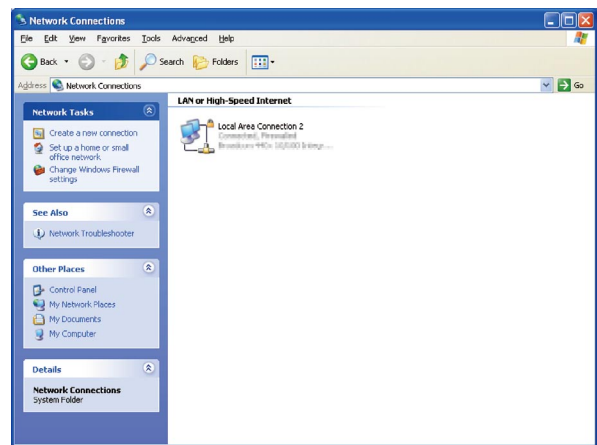 Network Connections
File Edit View Favorites Tools Advanced Help
Back Search Folders
Address Network Connections Go
LAN or High-Speed Internet
Network Tasks
Create a new connection
Set up a home or small
office network
Change Windows Firewall
settings
Local Area Connection 2
Connected, Firewalled
See Also
Network Troubleshooter
Other Places
Control Panel
My Network Places
My Documents
My Computer
Details
Network Connections
System Folder